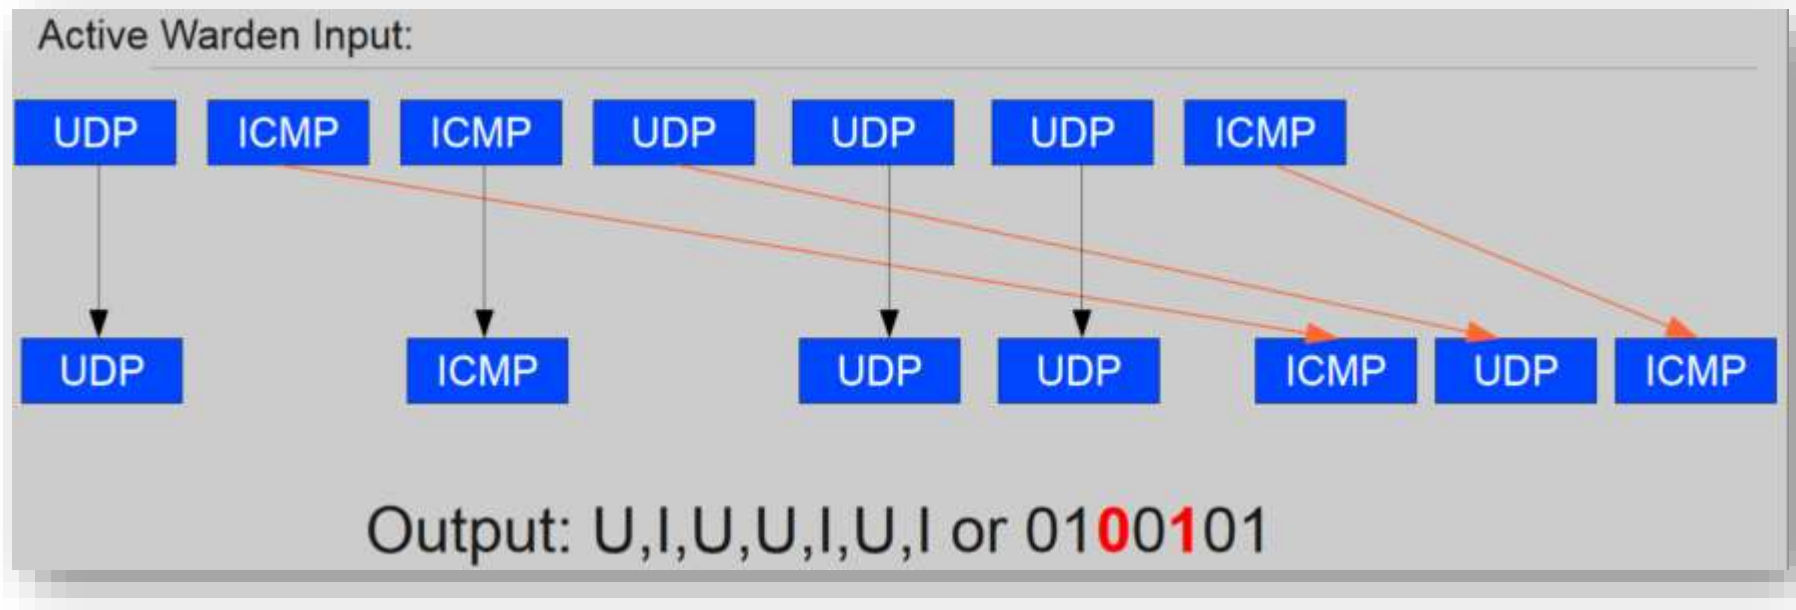 Active Warden Input:
UDP ICMP ICMP UDP UDP UDP ICMP
UDP ICMP UDP UDP ICMP UDP ICMP
Output: U,I,U,U,I,U,I or 0100101